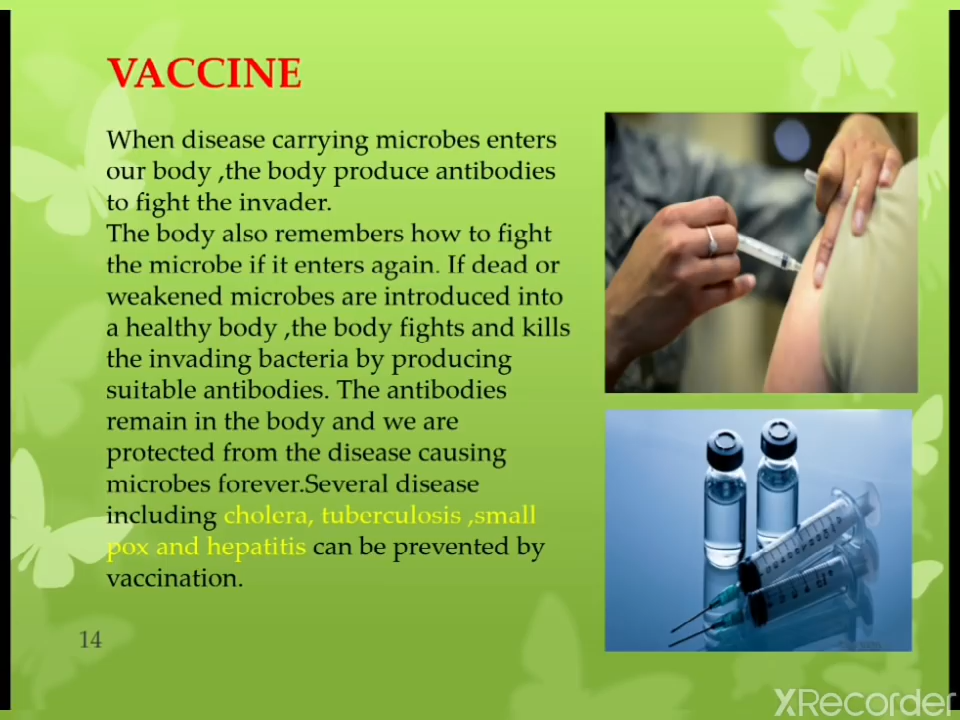 VACCINE
When disease carrying microbes enters
our body ,the body produce antibodies
to fight the invader.
The body also remembers how to fight
the microbe if it enters again. If dead or
weakened microbes are introduced into
a healthy body ,the body fights and kills
the invading bacteria by producing
suitable antibodies. The antibodies
remain in the body and we are
protected from the disease causing
microbes forever.Several disease
including cholera, tuberculosis ,small
pox and hepatitis can be prevented by
vaccination.
14
XRecorder